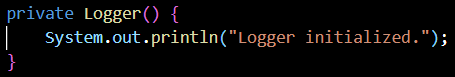 private Logger() {
    System.out.println("Logger initialized.");
}